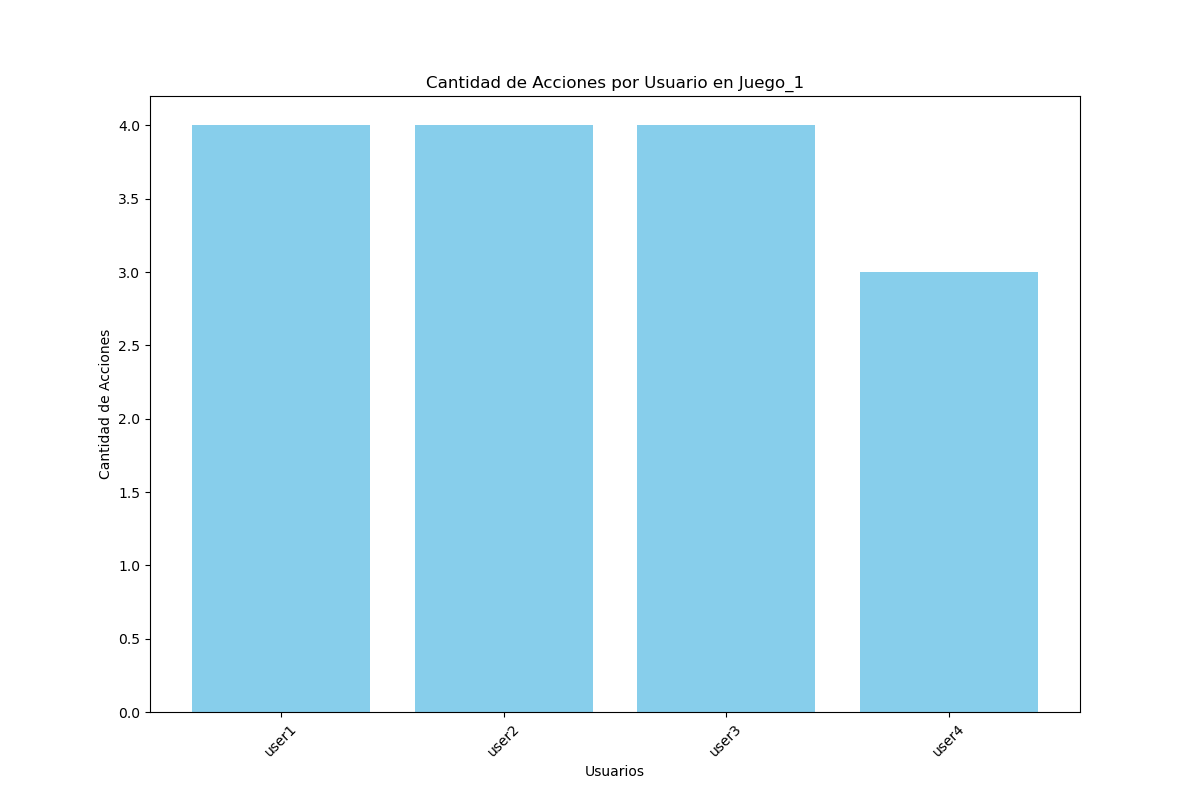 Cantidad de Acciones por Usuario en Juego_1
Cantidad de Acciones
4.0
3.5
3.0
2.5
2.0
1.5
1.0
0.5
0.0
user1
user2
user3
user4
Usuarios